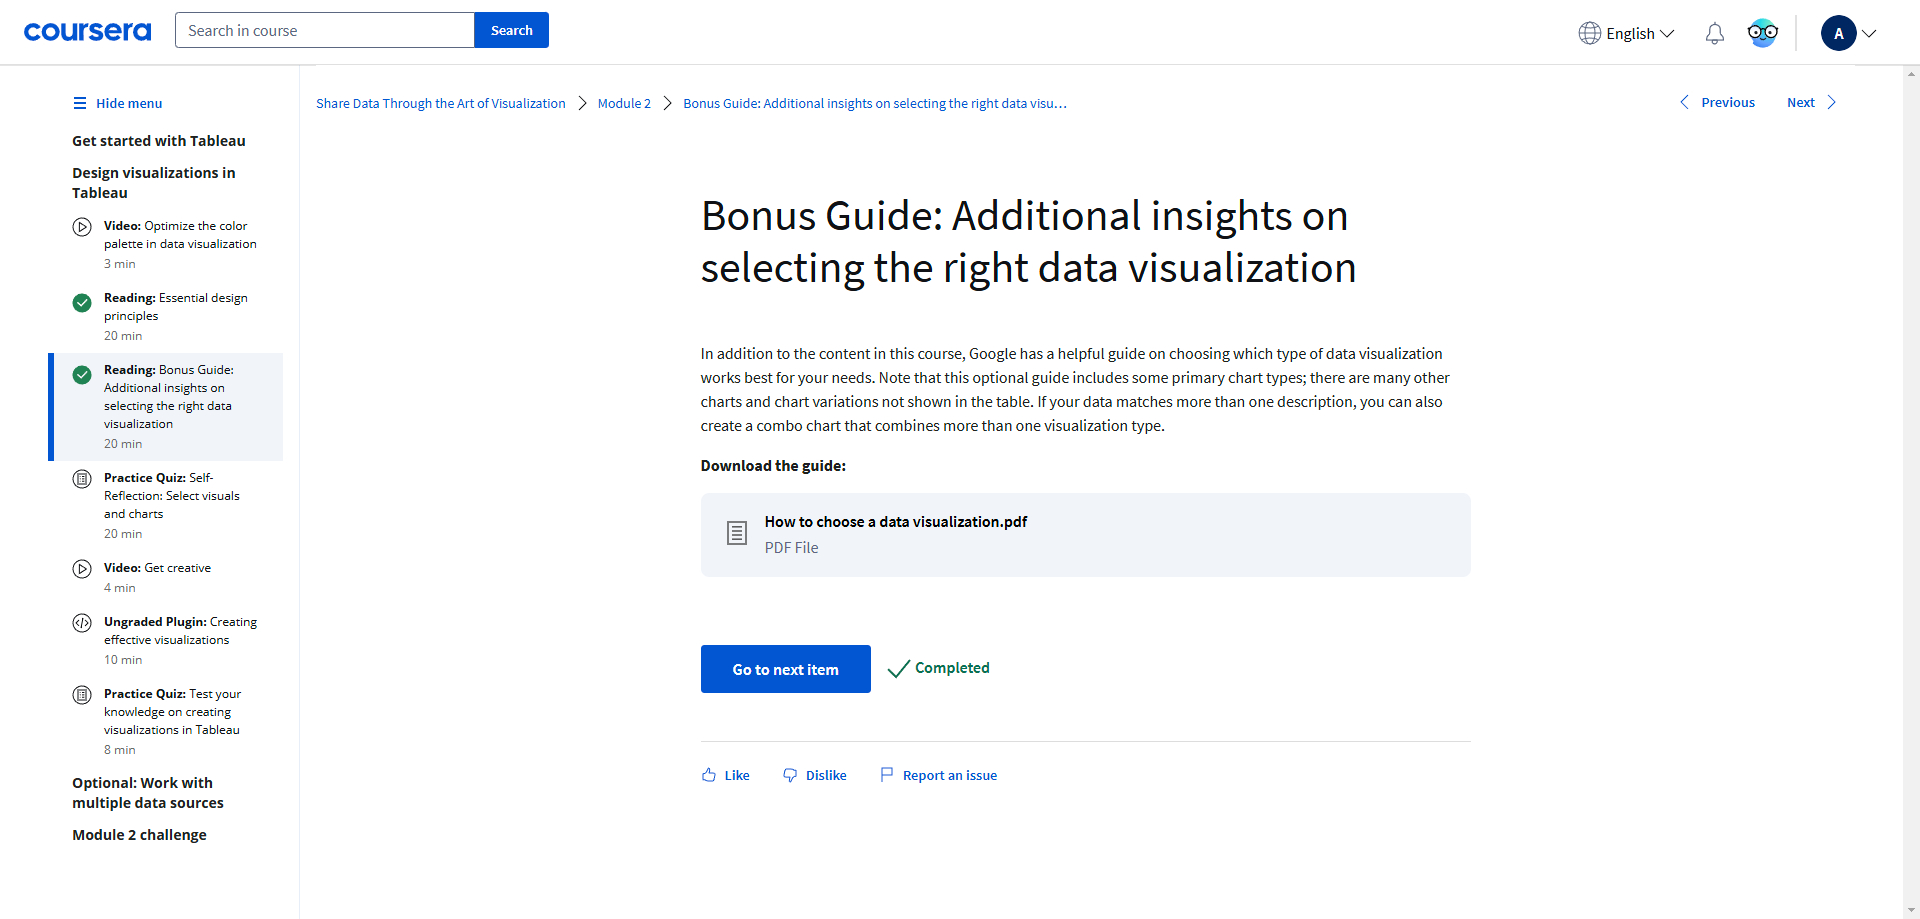 coursera
Search in course
Search
English
A
Hide menu
Get started with Tableau
Design visualizations in
Tableau
Video: Optimize the color
palette in data visualization
3 min
Reading: Essential design
principles
20 min
Reading: Bonus Guide:
Additional insights on
selecting the right data
visualization
20 min
Practice Quiz: Self-
Reflection: Select visuals
and charts
20 min
Video: Get creative
4 min
Ungraded Plugin: Creating
effective visualizations
10 min
Practice Quiz: Test your
knowledge on creating
visualizations in Tableau
8 min
Optional: Work with
multiple data sources
Module 2 challenge
Share Data Through the Art of Visualization
Module 2
Bonus Guide: Additional insights on selecting the right data visu...
Previous
Next
Bonus Guide: Additional insights on
selecting the right data visualization
In addition to the content in this course, Google has a helpful guide on choosing which type of data visualization
works best for your needs. Note that this optional guide includes some primary chart types; there are many other
charts and chart variations not shown in the table. If your data matches more than one description, you can also
create a combo chart that combines more than one visualization type.
Download the guide:
How to choose a data visualization.pdf
PDF File
Go to next item
Completed
Like
Dislike
Report an issue